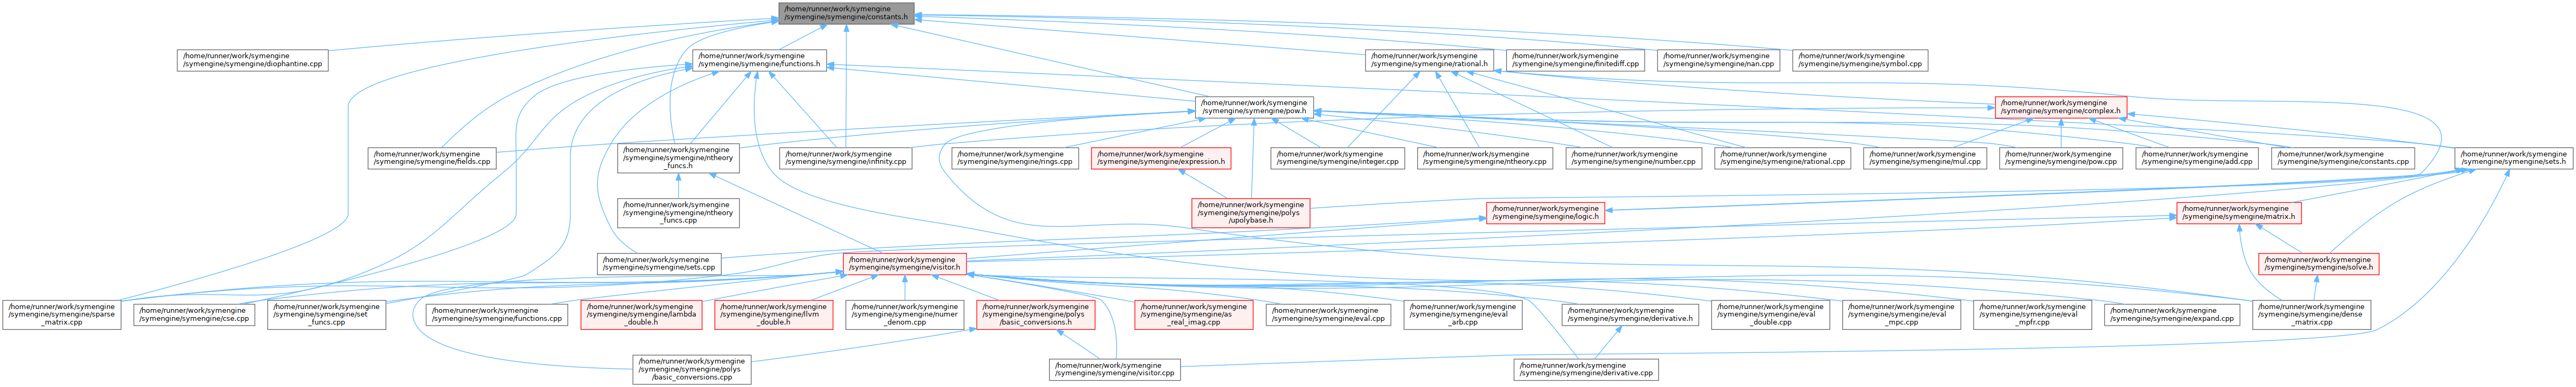 /home/runner/work/symengine
/symengine/symengine/constants.h
/home/runner/work/symengine
/symengine/symengine/diophantine.cpp
/home/runner/work/symengine
/symengine/symengine/functions.h
/home/runner/work/symengine
/symengine/symengine/rational.h
/home/runner/work/symengine
/symengine/symengine/finitediff.cpp
/home/runner/work/symengine
/symengine/symengine/nan.cpp
/home/runner/work/symengine
/symengine/symengine/symbol.cpp
/home/runner/work/symengine
/symengine/symengine/pow.h
/home/runner/work/symengine
/symengine/symengine/complex.h
/home/runner/work/symengine
/symengine/symengine/fields.cpp
/home/runner/work/symengine
/symengine/symengine/ntheory
_funcs.h
/home/runner/work/symengine
/symengine/symengine/infinity.cpp
/home/runner/work/symengine
/symengine/symengine/rings.cpp
/home/runner/work/symengine
/symengine/symengine/expression.h
/home/runner/work/symengine
/symengine/symengine/integer.cpp
/home/runner/work/symengine
/symengine/symengine/ntheory.cpp
/home/runner/work/symengine
/symengine/symengine/number.cpp
/home/runner/work/symengine
/symengine/symengine/rational.cpp
/home/runner/work/symengine
/symengine/symengine/mul.cpp
/home/runner/work/symengine
/symengine/symengine/pow.cpp
/home/runner/work/symengine
/symengine/symengine/add.cpp
/home/runner/work/symengine
/symengine/symengine/constants.cpp
/home/runner/work/symengine
/symengine/symengine/sets.h
/home/runner/work/symengine
/symengine/symengine/ntheory
_funcs.cpp
/home/runner/work/symengine
/symengine/symengine/polys
/upolybase.h
/home/runner/work/symengine
/symengine/symengine/logic.h
/home/runner/work/symengine
/symengine/symengine/matrix.h
/home/runner/work/symengine
/symengine/symengine/sets.cpp
/home/runner/work/symengine
/symengine/symengine/visitor.h
/home/runner/work/symengine
/symengine/symengine/solve.h
/home/runner/work/symengine
/symengine/symengine/sparse
_matrix.cpp
/home/runner/work/symengine
/symengine/symengine/cse.cpp
/home/runner/work/symengine
/symengine/symengine/set
_funcs.cpp
/home/runner/work/symengine
/symengine/symengine/functions.cpp
/home/runner/work/symengine
/symengine/symengine/lambda
_double.h
/home/runner/work/symengine
/symengine/symengine/llvm
_double.h
/home/runner/work/symengine
/symengine/symengine/numer
_denom.cpp
/home/runner/work/symengine
/symengine/symengine/polys
/basic_conversions.h
/home/runner/work/symengine
/symengine/symengine/as
_real_imag.cpp
/home/runner/work/symengine
/symengine/symengine/eval.cpp
/home/runner/work/symengine
/symengine/symengine/eval
_arb.cpp
/home/runner/work/symengine
/symengine/symengine/derivative.h
/home/runner/work/symengine
/symengine/symengine/eval
_double.cpp
/home/runner/work/symengine
/symengine/symengine/eval
_mpc.cpp
/home/runner/work/symengine
/symengine/symengine/eval
_mpfr.cpp
/home/runner/work/symengine
/symengine/symengine/expand.cpp
/home/runner/work/symengine
/symengine/symengine/dense
_matrix.cpp
/home/runner/work/symengine
/symengine/symengine/polys
/basic_conversions.cpp
/home/runner/work/symengine
/symengine/symengine/visitor.cpp
/home/runner/work/symengine
/symengine/symengine/derivative.cpp